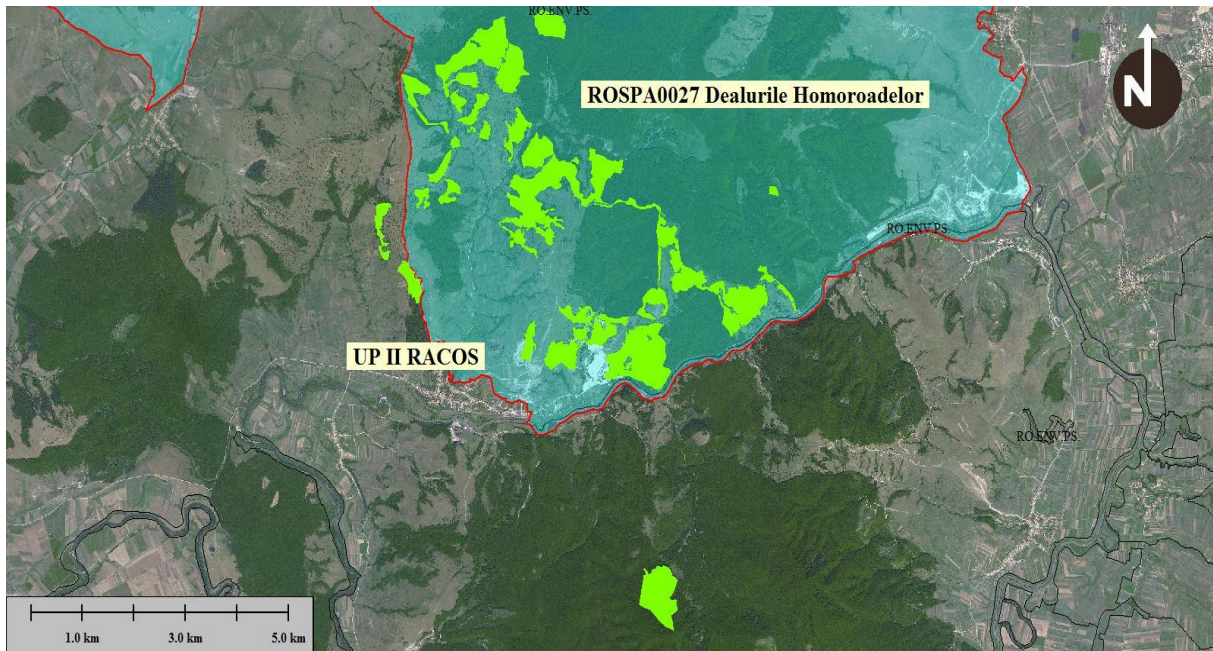 RO.ENV.PS.
ROSPA0027 Dealurile Homoroadelor
N
RO.ENV.PS.
UP II RACOS
RO.ENV.PS.
1.0 km 3.0 km 5.0 km